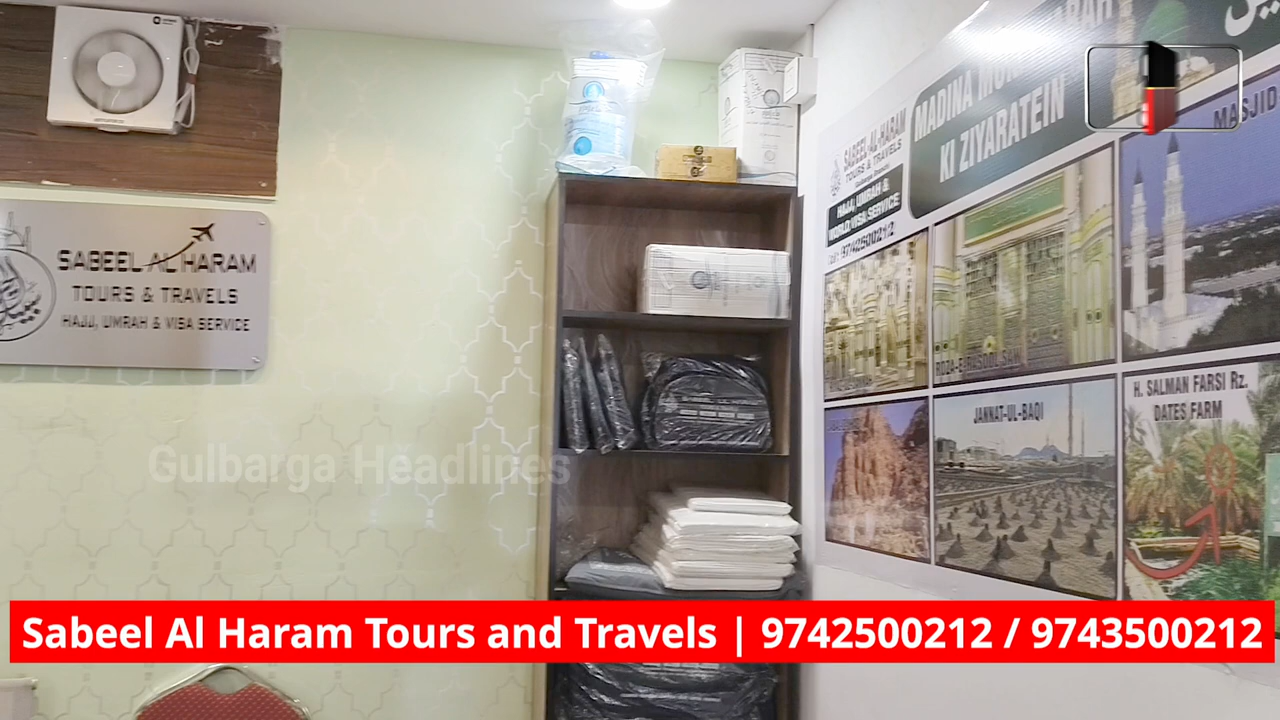 SABEEL AL HARAM
TOURS & TRAVELS
HAJJ, UMRAH & VISA SERVICE
SABEEL-AL-HARAM
TOURS & TRAVELS
HAJJ, UMRAH &
9742500212
MADINA
KI ZIYARATEIN
MASJID
JANNAT-UL-BAQI
H. SALMAN FARSI Rz.
DATES FARM
Gulbarga Headlines
Sabeel Al Haram Tours and Travels | 9742500212 / 9743500212